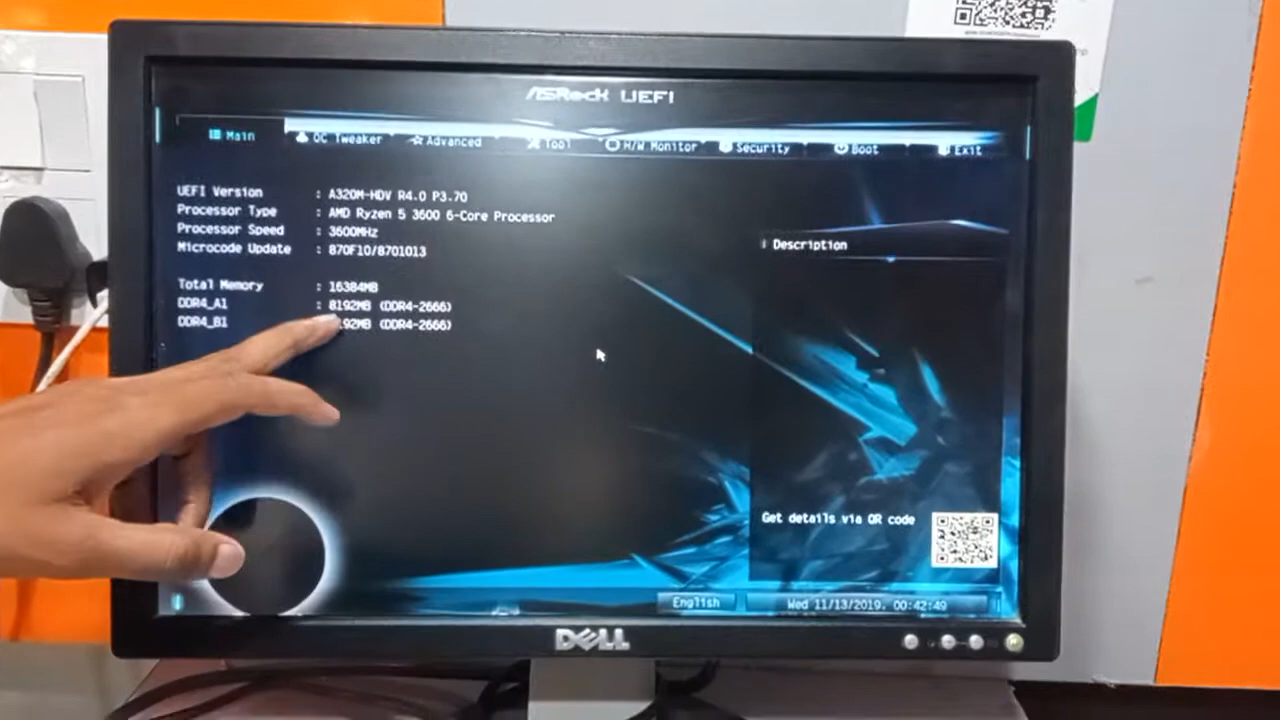 ASRock UEFI
Main OC Tweaker Advanced Tool H/W Monitor Security Boot Exit
UEFI Version : A320M-HDV R4.0 P3.70
Processor Type : AMD Ryzen 5 3600 6-Core Processor
Processor Speed : 3600MHz
Microcode Update : 870F10/8701013
Description
Total Memory : 16384MB
DDR4_A1 : 8192MB (DDR4-2666)
DDR4_B1 192MB (DDR4-2666)
Get details via QR code
English Wed 11/13/2019. 00:42:49
DELL